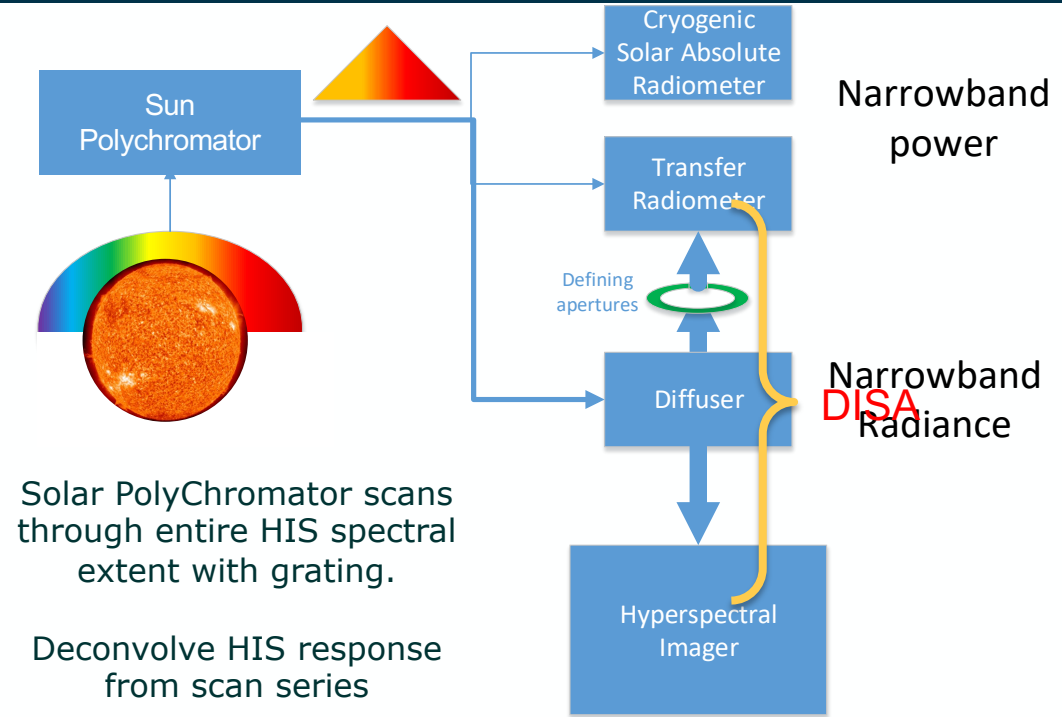 Cryogenic
Solar Absolute
Radiometer
Narrowband
power
Sun
Polychromator
Transfer
Radiometer
Defining
apertures
Diffuser
Narrowband
Radiance
DISA
Solar PolyChromator scans
through entire HIS spectral
extent with grating.
Deconvolve HIS response
from scan series
Hyperspectral
Imager